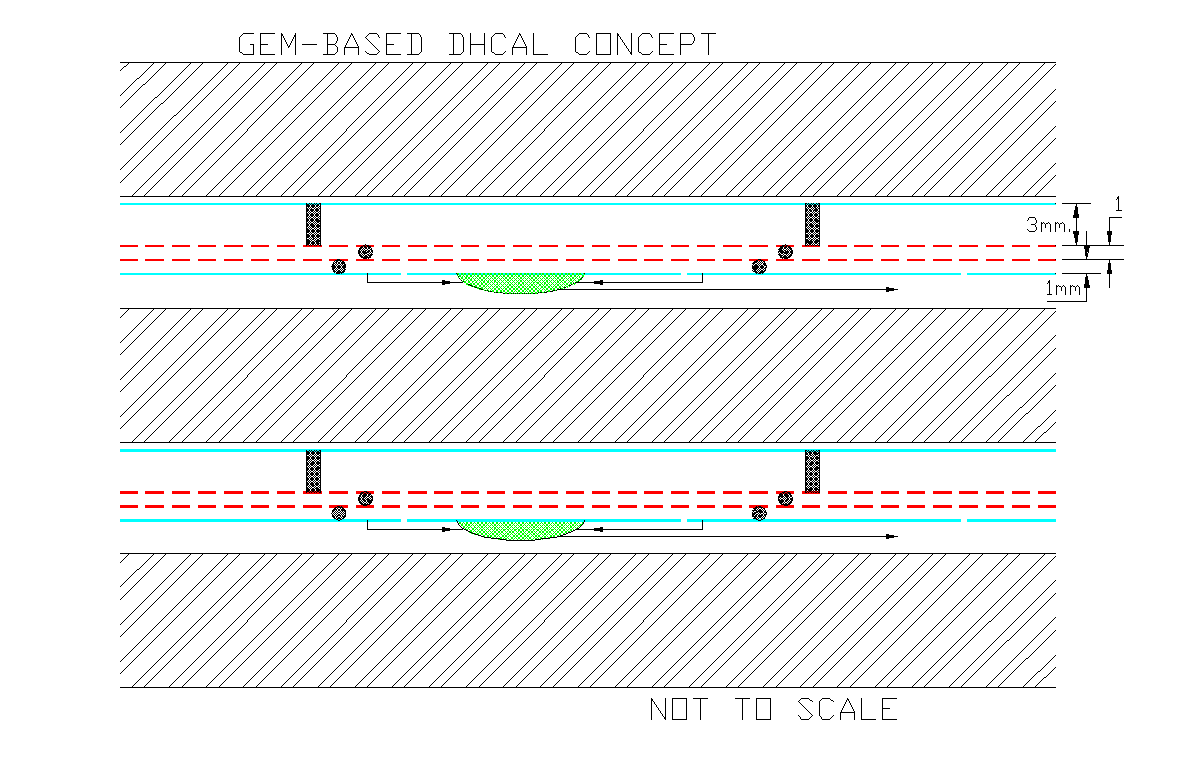 GEM-BASED DHCAL CONCEPT
1
3mm.
1mm
NOT TO SCALE